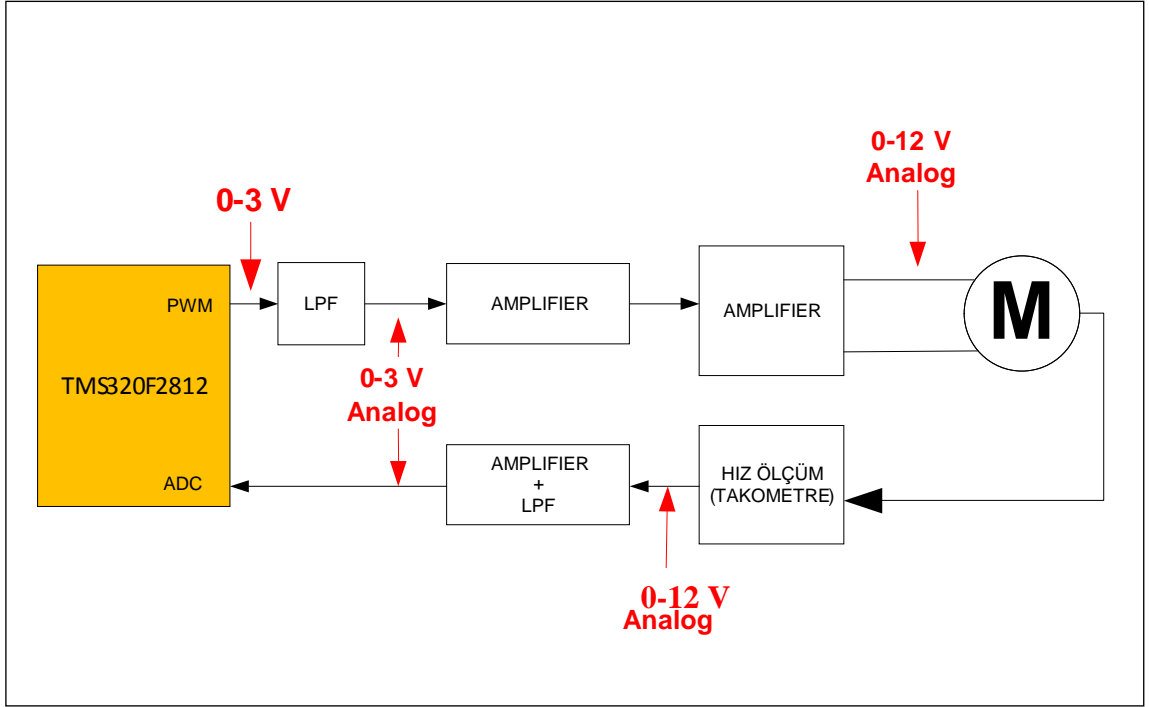 0-12 V
Analog
0-3 V
PWM
LPF
AMPLIFIER
AMPLIFIER
M
TMS320F2812
0-3 V
Analog
ADC
AMPLIFIER
+
LPF
HIZ ÖLÇÜM
(TAKOMETRE)
0-12 V
Analog